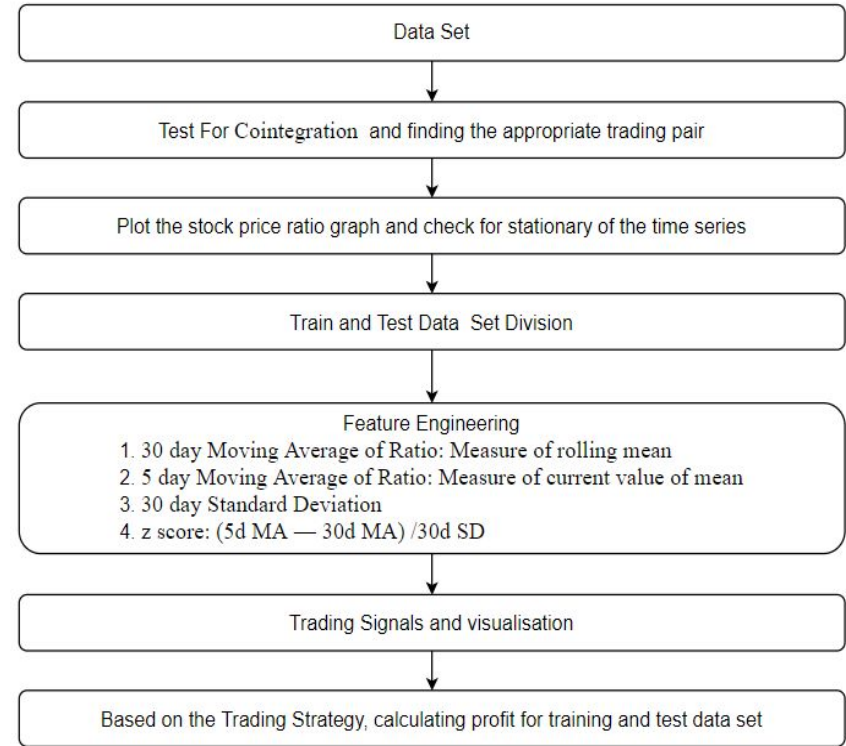 Data Set
Test For Cointegration and finding the appropriate trading pair
Plot the stock price ratio graph and check for stationary of the time series
Train and Test Data Set Division
Feature Engineering
1. 30 day Moving Average of Ratio: Measure of rolling mean
2. 5 day Moving Average of Ratio: Measure of current value of mean
3. 30 day Standard Deviation
4. z score: (5d MA — 30d MA) /30d SD
Trading Signals and visualisation
Based on the Trading Strategy, calculating profit for training and test data set